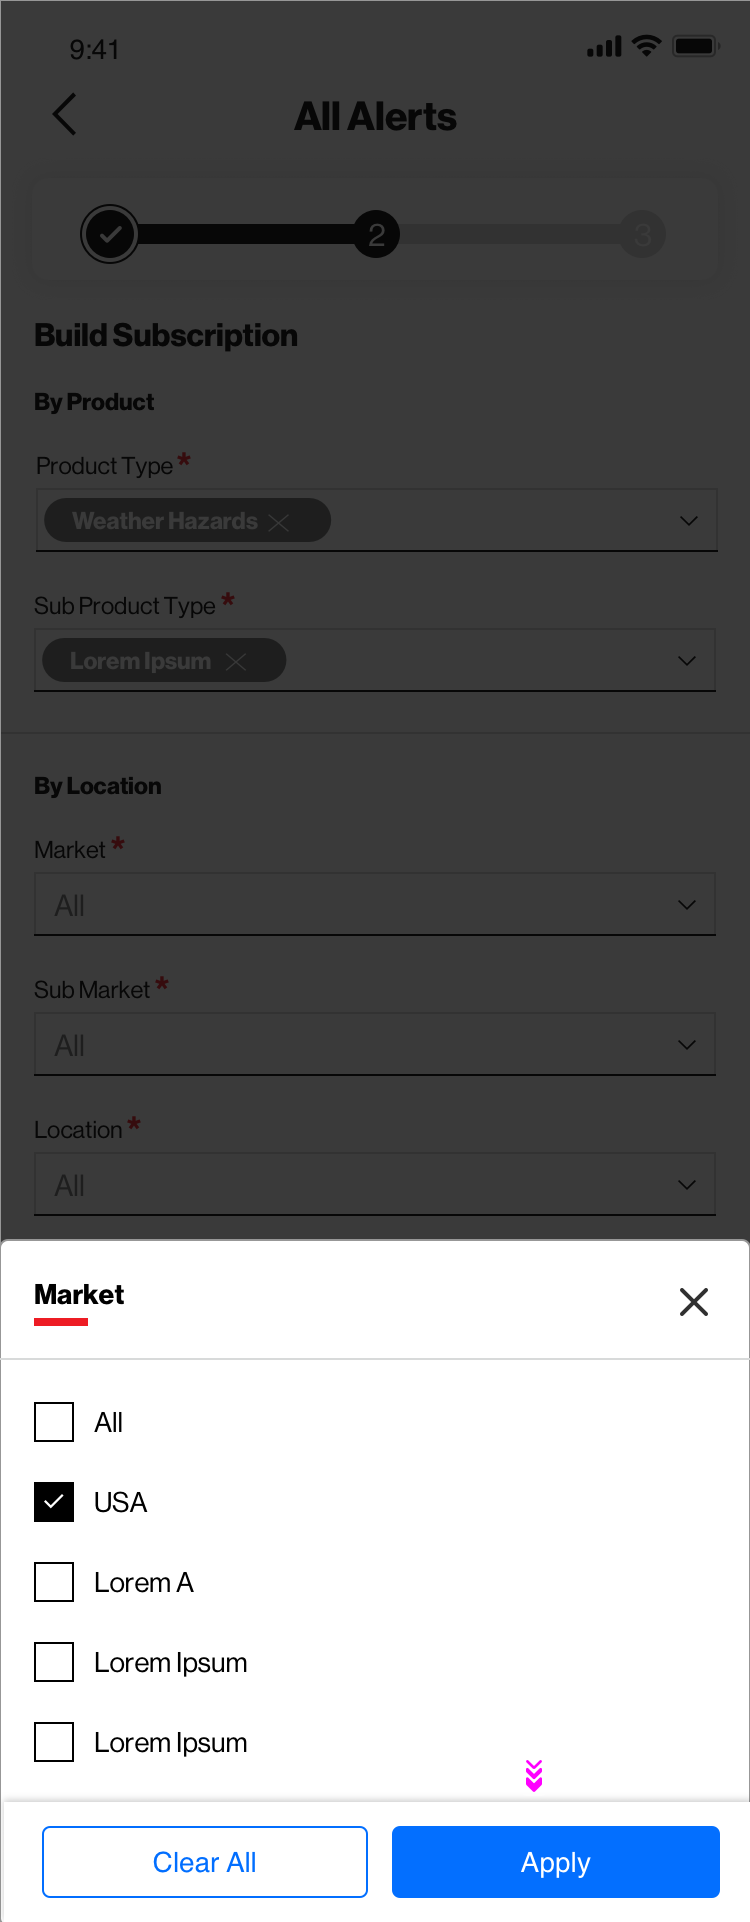 9:41
All Alerts
2
3
Build Subscription
By Product
Product Type *
Weather Hazards
Sub Product Type *
Lorem Ipsum
By Location
Market *
All
Sub Market *
All
Location *
All
Market
All
USA
Lorem A
Lorem Ipsum
Lorem Ipsum
Clear All
Apply